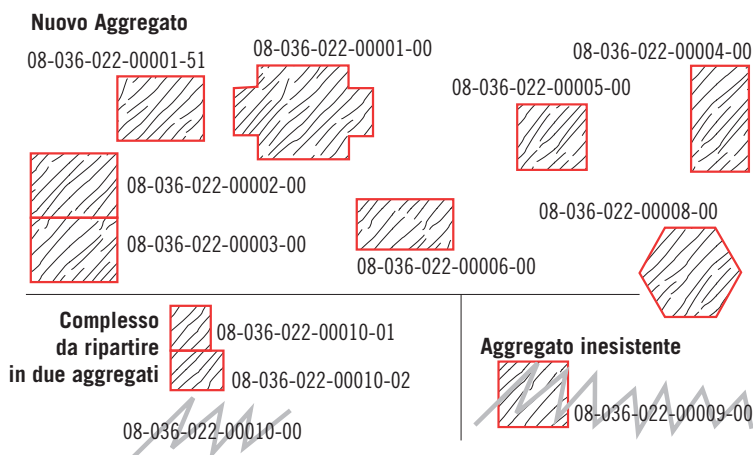 Nuovo Aggregato
08-036-022-00001-51
08-036-022-00001-00
08-036-022-00004-00
08-036-022-00005-00
08-036-022-00002-00
08-036-022-00003-00
08-036-022-00006-00
08-036-022-00008-00
Complesso
da ripartire
in due aggregati
08-036-022-00010-01
08-036-022-00010-02
08-036-022-00010-00
Aggregato inesistente
08-036-022-00009-00